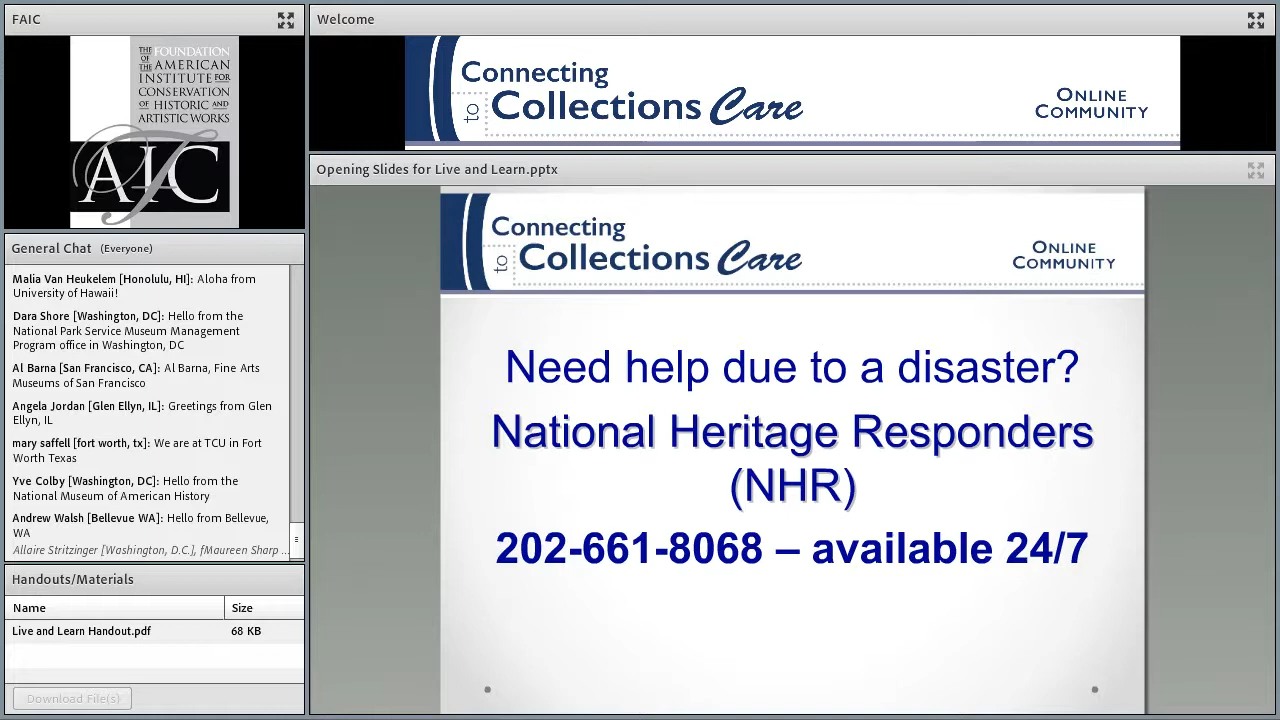 FAIC
THE FOUNDATION
OF THE AMERICAN
INSTITUTE FOR
CONSERVATION
OF HISTORIC AND
ARTISTIC WORKS
AIC
General Chat (Everyone)
Malia Van Heukelem [Honolulu, HI]: Aloha from
University of Hawaii!
Dara Shore [Washington, DC]: Hello from the
National Park Service Museum Management
Program office in Washington, DC
Al Barna [San Francisco, CA]: Al Barna, Fine Arts
Museums of San Francisco
Angela Jordan [Glen Ellyn, IL]: Greetings from Glen
Ellyn, IL
mary saffell [fort worth, tx]: We are at TCU in Fort
Worth Texas
Yve Colby [Washington, DC]: Hello from the
National Museum of American History
Andrew Walsh [Bellevue WA]: Hello from Bellevue,
WA
Allaire Stritzinger [Washington, D.C.], fMaureen Sharp ...
Handouts/Materials
Name Size
Live and Learn Handout.pdf 68 KB
Download File(s)
Welcome
Connecting
to Collections Care
ONLINE
COMMUNITY
Opening Slides for Live and Learn.pptx
Connecting
to Collections Care
ONLINE
COMMUNITY
Need help due to a disaster?
National Heritage Responders
(NHR)
202-661-8068 – available 24/7